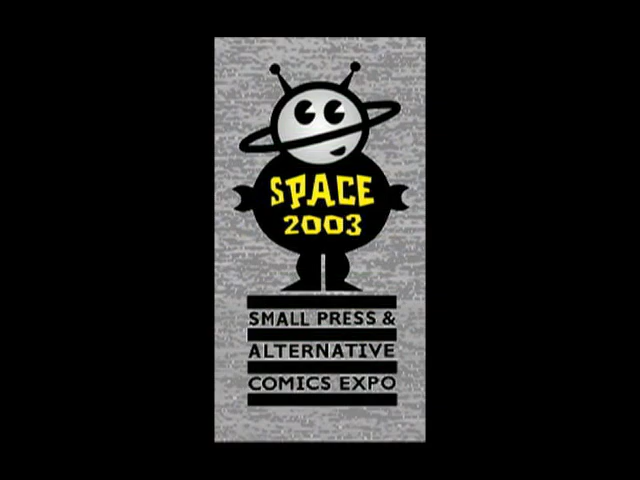 SPACE
2003
SMALL PRESS &
ALTERNATIVE
COMICS EXPO